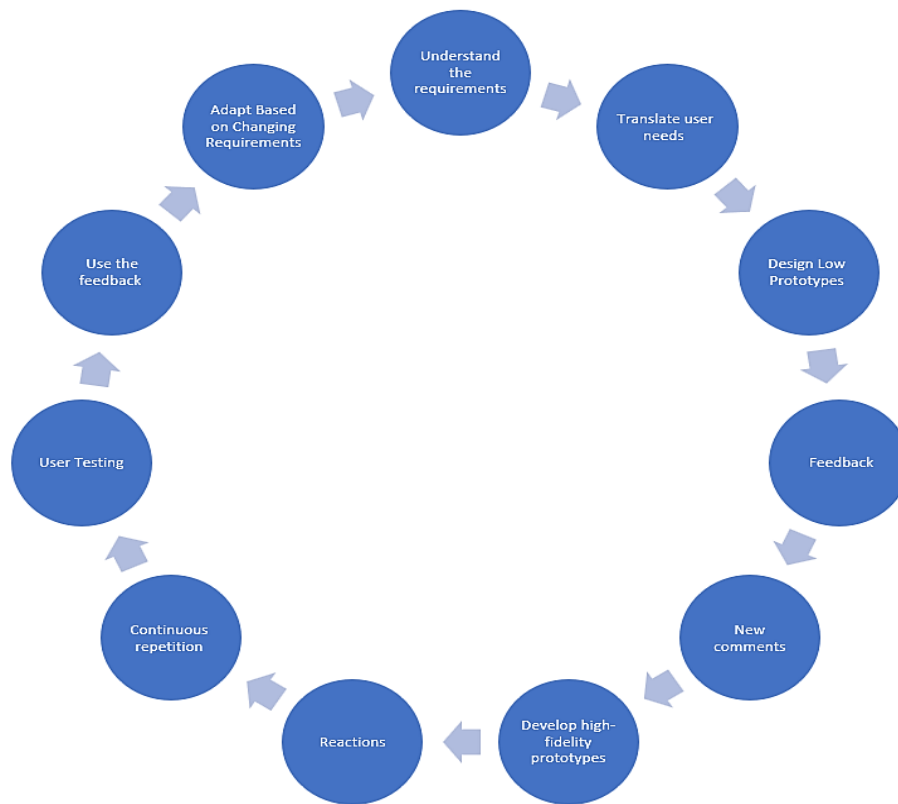 Understand
the
requirements
Translate user
needs
Design Low
Prototypes
Feedback
New
comments
Develop high-
fidelity
prototypes
Reactions
Continuous
repetition
User Testing
Use the
feedback
Adapt Based
on Changing
Requirements